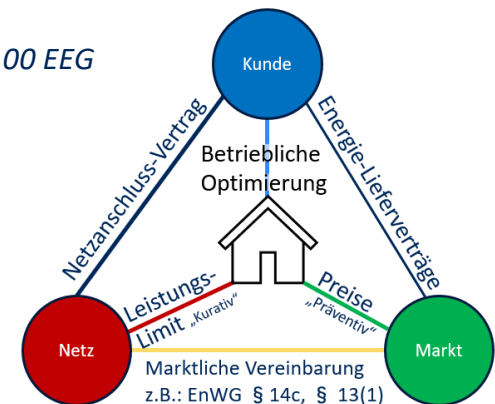 00 EEG
Kunde
Netzanschluss-Vertrag
Energie-Lieferverträge
Betriebliche
Optimierung
Leistungs-
Limit „Kurativ“
Preise
„Präventiv“
Netz
Markt
Marktliche Vereinbarung
z.B.: EnWG § 14c, § 13(1)